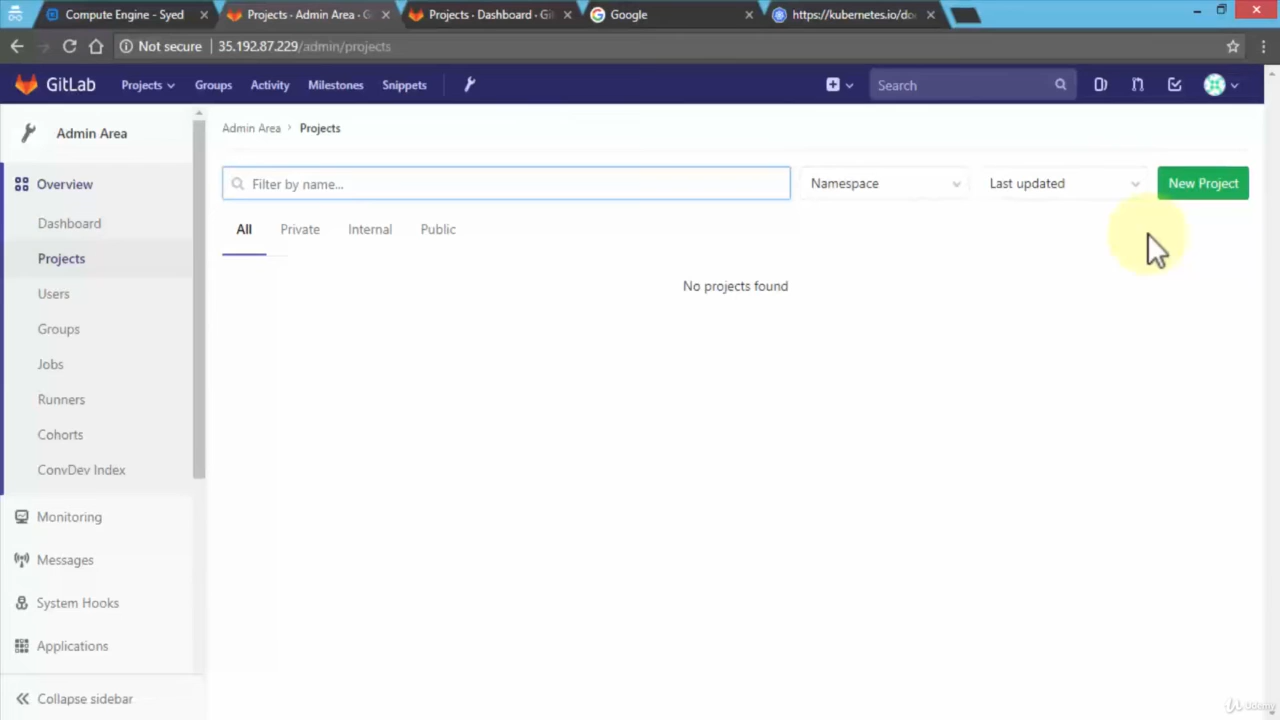 Compute Engine - Syed
Projects · Admin Area · G
Projects · Dashboard · Git
Google
https://kubernetes.io/do
Not secure
35.192.87.229/admin/projects
GitLab
Projects
Groups
Activity
Milestones
Snippets
Search
Admin Area
Overview
Dashboard
Projects
Users
Groups
Jobs
Runners
Cohorts
ConvDev Index
Monitoring
Messages
System Hooks
Applications
Collapse sidebar
Admin Area › Projects
Filter by name...
Namespace
Last updated
New Project
All
Private
Internal
Public
No projects found
Udemy